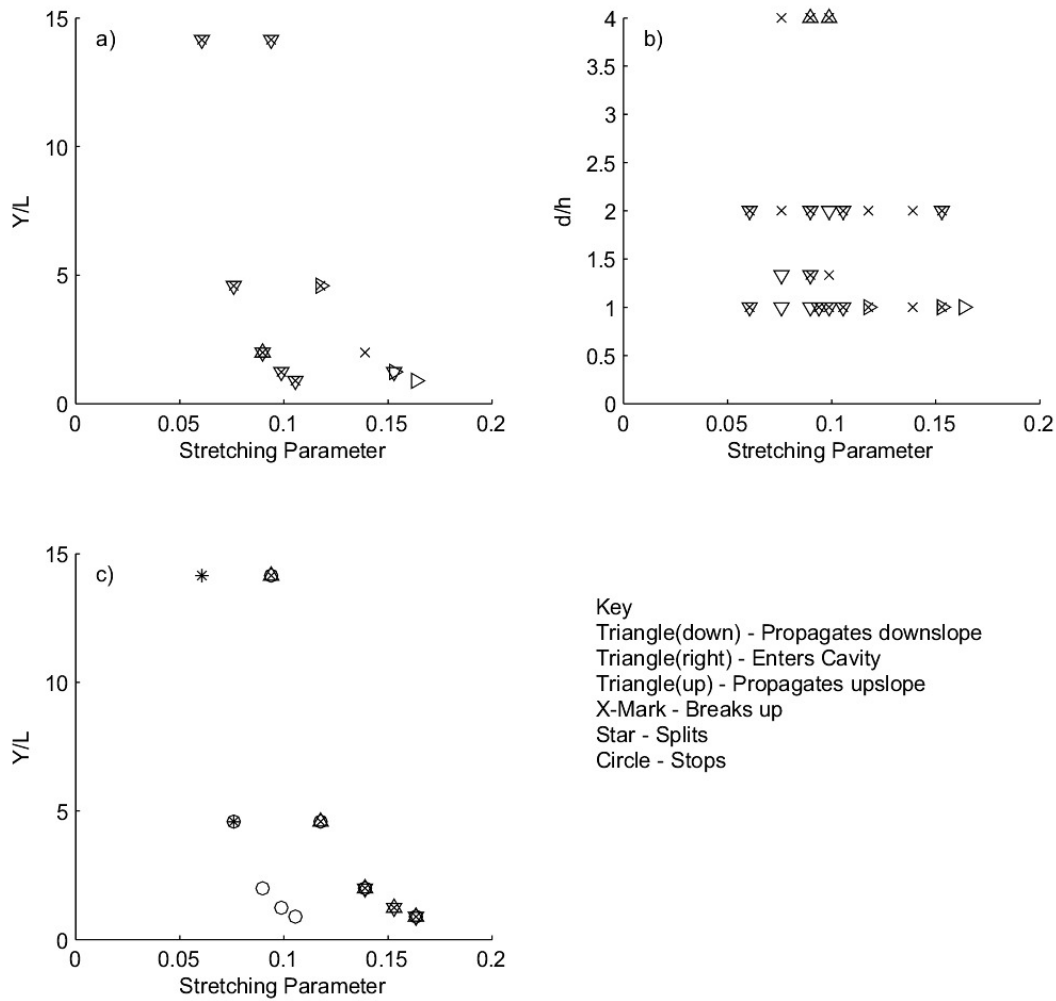 a)
15
10
5
0
Y/L
0 0.05 0.1 0.15 0.2
Stretching Parameter
b)
4
3.5
3
2.5
2
1.5
1
0.5
0
d/h
0 0.05 0.1 0.15 0.2
Stretching Parameter
c)
15
10
5
0
Y/L
0 0.05 0.1 0.15 0.2
Stretching Parameter
Key
Triangle(down) - Propagates downslope
Triangle(right) - Enters Cavity
Triangle(up) - Propagates upslope
X-Mark - Breaks up
Star - Splits
Circle - Stops